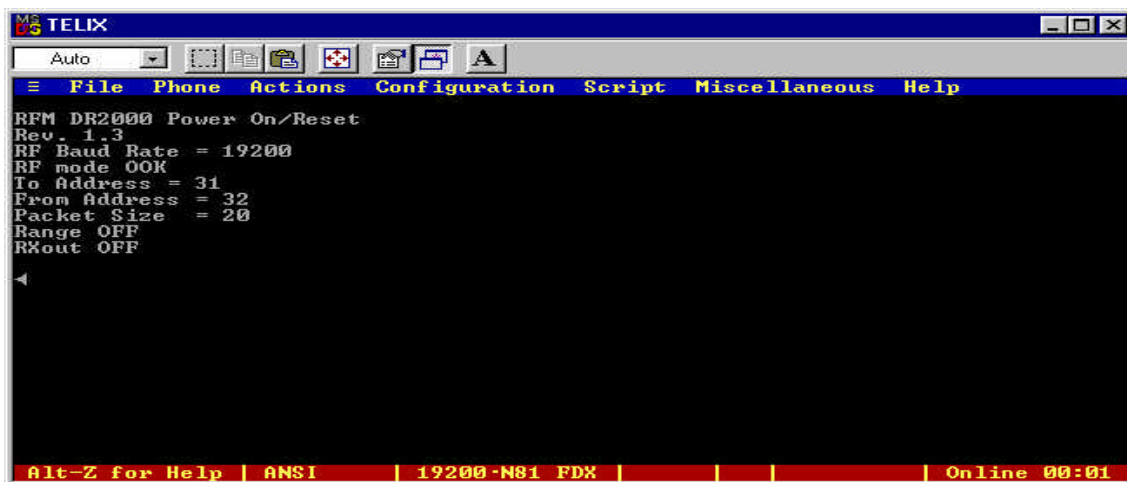 MS DOS TELIX
Auto A
≡ File Phone Actions Configuration Script Miscellaneous Help
RFM DR2000 Power On/Reset
Rev. 1.3
RF Baud Rate = 19200
RF mode OOK
To Address = 31
From Address = 32
Packet Size = 20
Range OFF
RXout OFF
◄
Alt-Z for Help | ANSI | 19200·N81 FDX | | | | Online 00:01